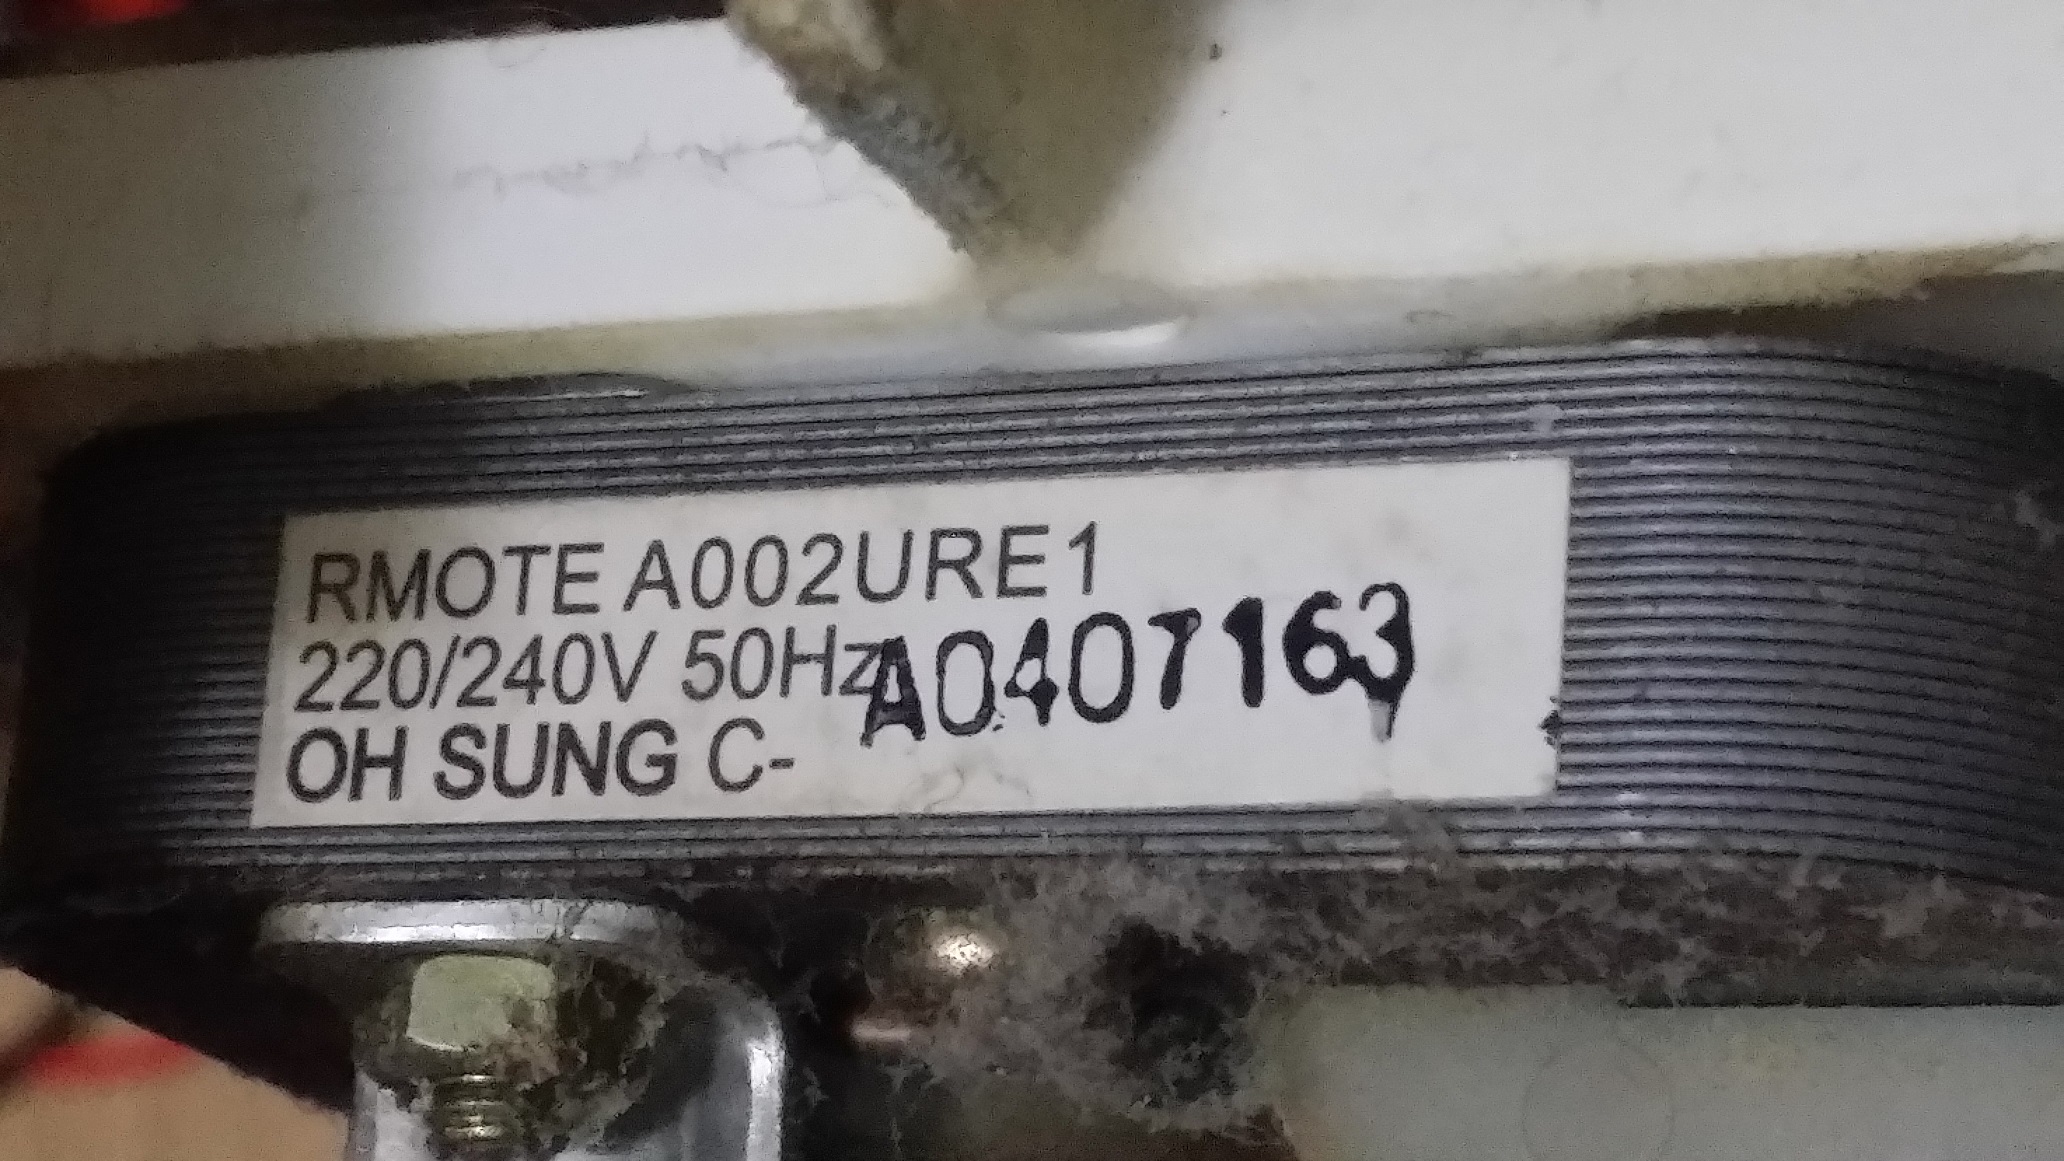 RMOTE A002URE1
220/240V 50Hz A0407163
OH SUNG C-